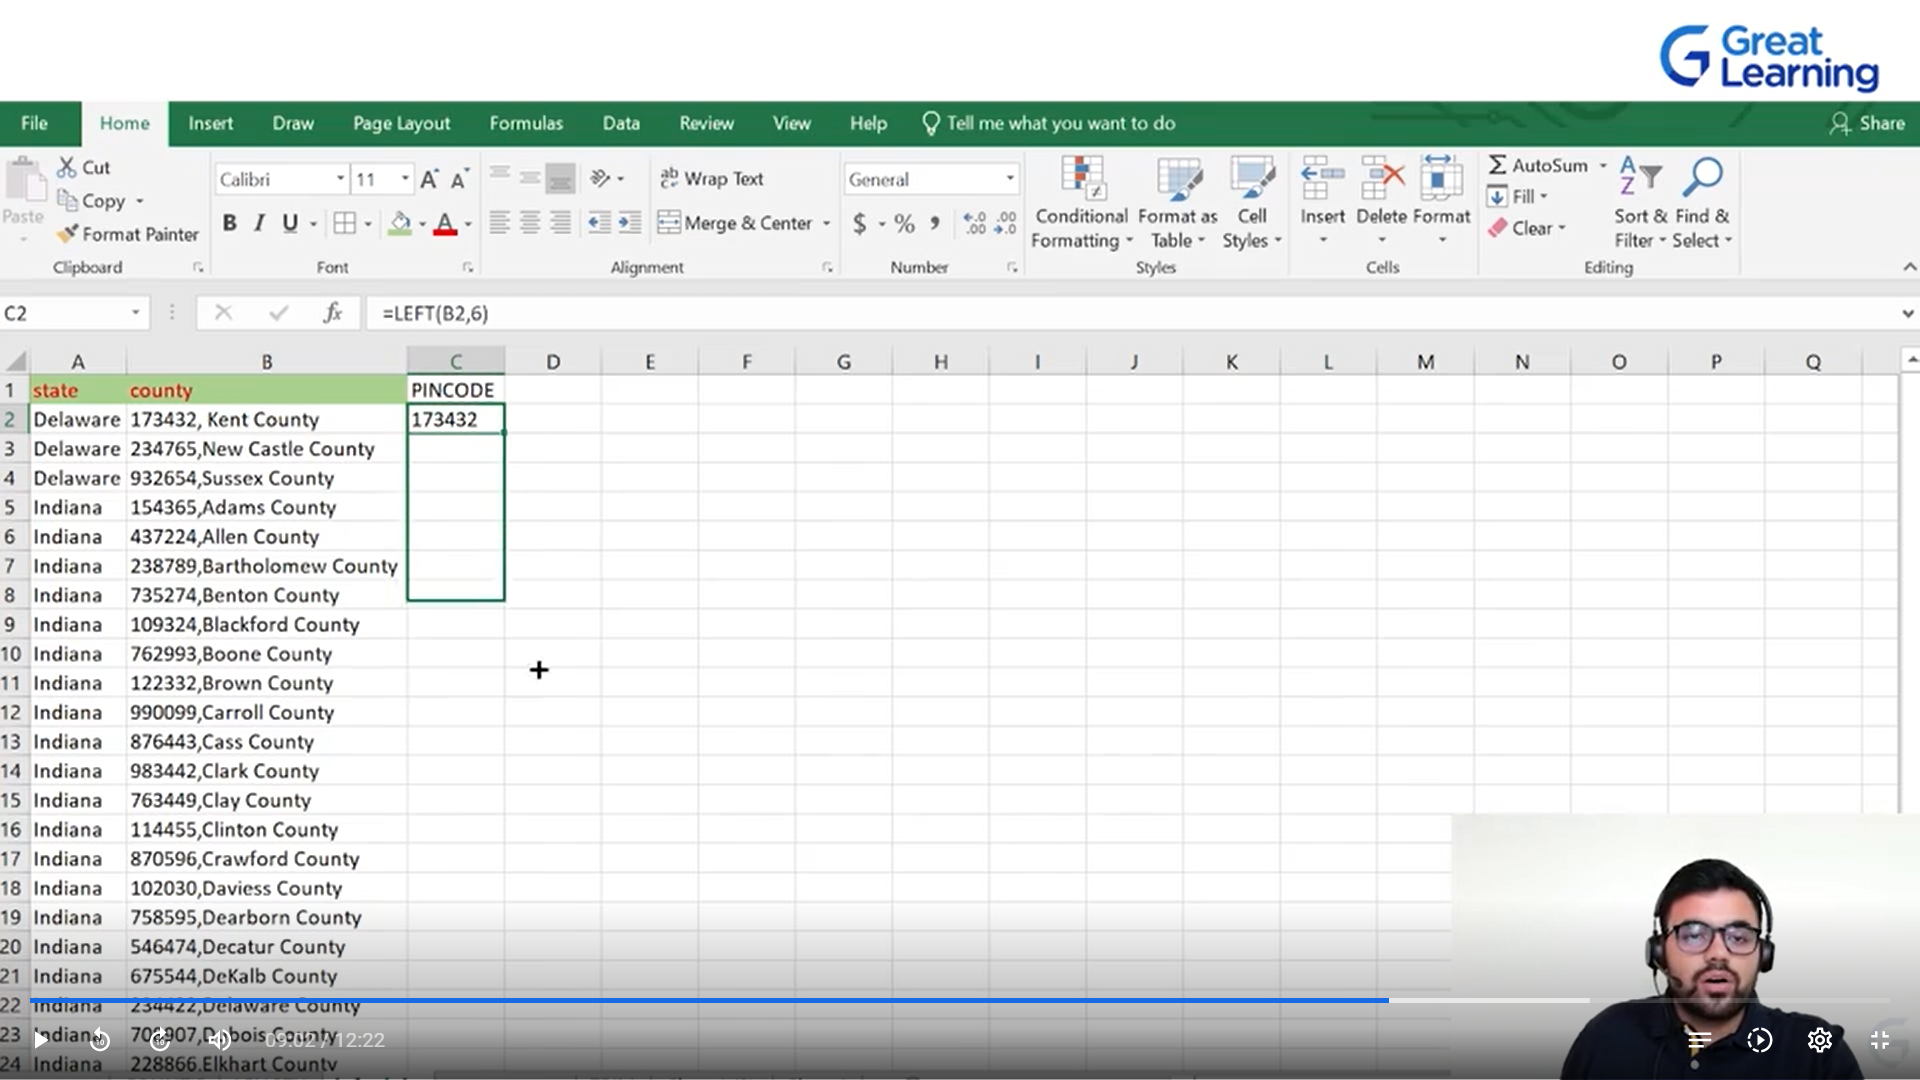 Great
Learning
File Home Insert Draw Page Layout Formulas Data Review View Help Tell me what you want to do Share
Cut
Copy
Paste
Format Painter
Clipboard
Calibri 11
B I U
Font
Wrap Text
Merge & Center
Alignment
General
$ % ,
Number
Conditional Formatting
Format as Table
Cell Styles
Styles
Insert Delete Format
Cells
AutoSum
Fill
Clear
Sort & Filter
Find & Select
Editing
C2 fx =LEFT(B2,6)
A B C D E F G H I J K L M N O P Q
1 state county PINCODE
2 Delaware 173432, Kent County 173432
3 Delaware 234765,New Castle County
4 Delaware 932654,Sussex County
5 Indiana 154365,Adams County
6 Indiana 437224,Allen County
7 Indiana 238789,Bartholomew County
8 Indiana 735274,Benton County
9 Indiana 109324,Blackford County
10 Indiana 762993,Boone County
11 Indiana 122332,Brown County
12 Indiana 990099,Carroll County
13 Indiana 876443,Cass County
14 Indiana 983442,Clark County
15 Indiana 763449,Clay County
16 Indiana 114455,Clinton County
17 Indiana 870596,Crawford County
18 Indiana 102030,Daviess County
19 Indiana 758595,Dearborn County
20 Indiana 546474,Decatur County
21 Indiana 675544,DeKalb County
22 Indiana 234422,Delaware County
23 Indiana County
09:02 / 12:22
24 Indiana 228866,Elkhart County